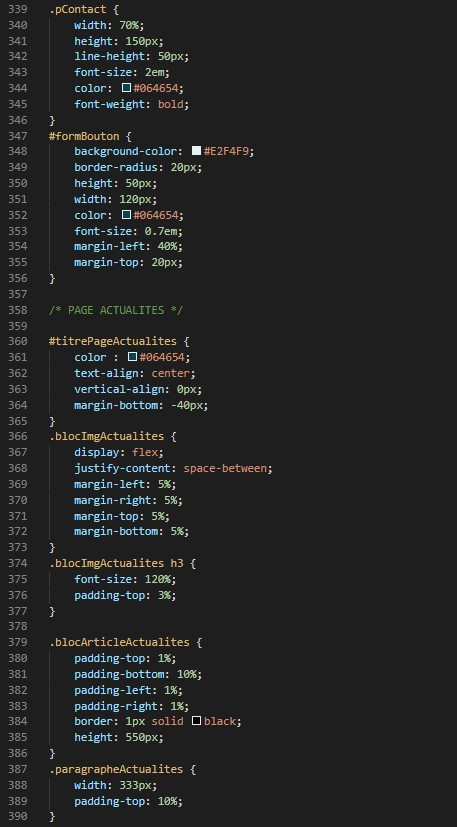 339 .pContact {
340     width: 70%;
341     height: 150px;
342     line-height: 50px;
343     font-size: 2em;
344     color: #064654;
345     font-weight: bold;
346 }
347 #formBouton {
348     background-color: #E2F4F9;
349     border-radius: 20px;
350     height: 50px;
351     width: 120px;
352     color: #064654;
353     font-size: 0.7em;
354     margin-left: 40%;
355     margin-top: 20px;
356 }
357
358 /* PAGE ACTUALITES */
359
360 #titrePageActualites {
361     color : #064654;
362     text-align: center;
363     vertical-align: 0px;
364     margin-bottom: -40px;
365 }
366 .blocImgActualites {
367     display: flex;
368     justify-content: space-between;
369     margin-left: 5%;
370     margin-right: 5%;
371     margin-top: 5%;
372     margin-bottom: 5%;
373 }
374 .blocImgActualites h3 {
375     font-size: 120%;
376     padding-top: 3%;
377 }
378
379 .blocArticleActualites {
380     padding-top: 1%;
381     padding-bottom: 10%;
382     padding-left: 1%;
383     padding-right: 1%;
384     border: 1px solid black;
385     height: 550px;
386 }
387 .paragrapheActualites {
388     width: 333px;
389     padding-top: 10%;
390 }